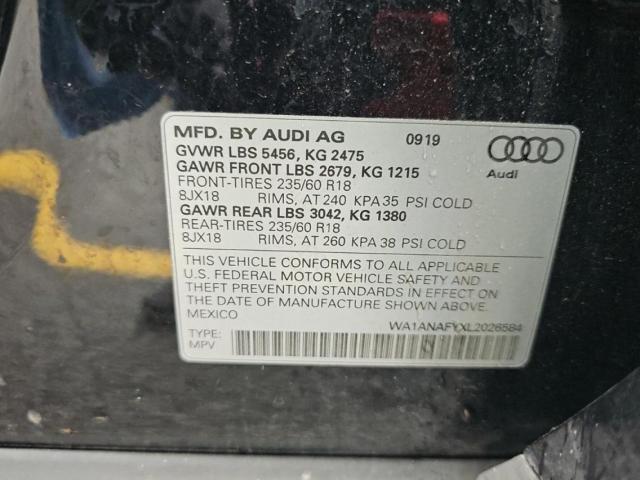 MFD. BY AUDI AG 0919
GVWR LBS 5456, KG 2475
GAWR FRONT LBS 2679, KG 1215
Audi
FRONT-TIRES 235/60 R18
8JX18 RIMS, AT 240 KPA 35 PSI COLD
GAWR REAR LBS 3042, KG 1380
REAR-TIRES 235/60 R18
8JX18 RIMS, AT 260 KPA 38 PSI COLD
THIS VEHICLE CONFORMS TO ALL APPLICABLE
U.S. FEDERAL MOTOR VEHICLE SAFETY AND
THEFT PREVENTION STANDARDS IN EFFECT ON
THE DATE OF MANUFACTURE SHOWN ABOVE.
MEXICO
WA1ANAFYXL2026584
TYPE:
MPV